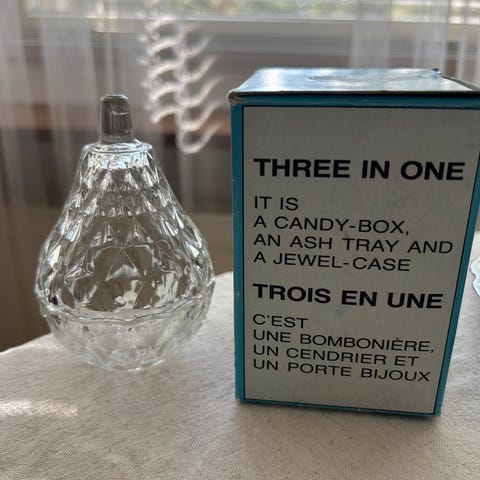 THREE IN ONE
IT IS
A CANDY-BOX,
AN ASH TRAY AND
A JEWEL-CASE
TROIS EN UNE
C'EST
UNE BOMBONIÈRE,
UN CENDRIER ET
UN PORTE BIJOUX